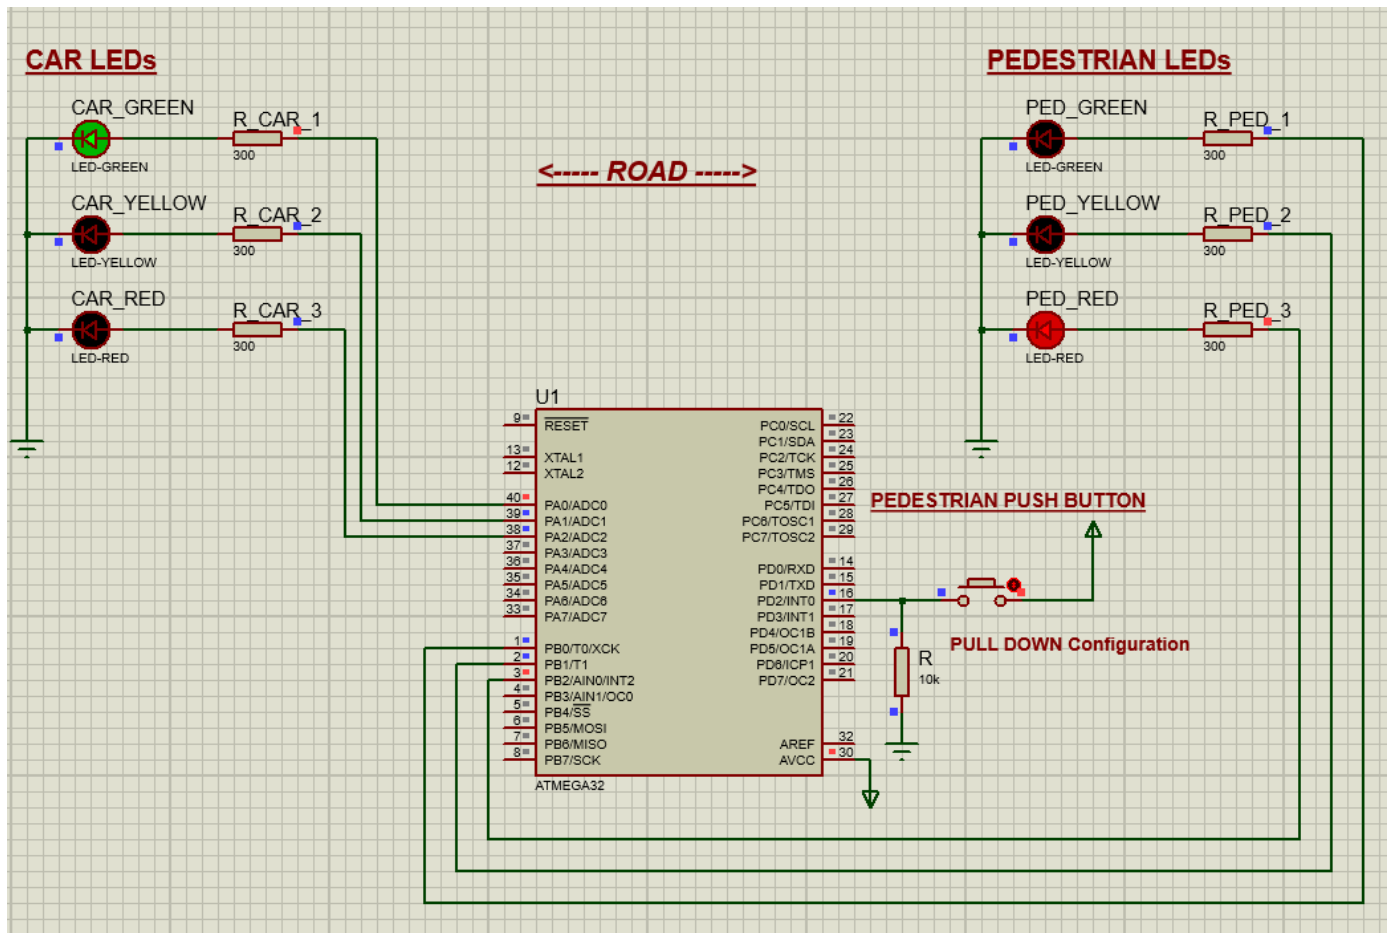 CAR LEDs
PEDESTRIAN LEDs
CAR_GREEN
R_CAR_1
LED-GREEN
300
<----- ROAD ----->
CAR_YELLOW
R_CAR_2
LED-YELLOW
300
CAR_RED
R_CAR_3
LED-RED
300
PED_GREEN
R_PED_1
LED-GREEN
300
PED_YELLOW
R_PED_2
LED-YELLOW
300
PED_RED
R_PED_3
LED-RED
300
U1
9 RESET
13 XTAL1
12 XTAL2
40 PA0/ADC0
39 PA1/ADC1
38 PA2/ADC2
37 PA3/ADC3
36 PA4/ADC4
35 PA5/ADC5
34 PA6/ADC6
33 PA7/ADC7
1 PB0/T0/XCK
2 PB1/T1
3 PB2/AIN0/INT2
4 PB3/AIN1/OC0
5 PB4/SS
6 PB5/MOSI
7 PB6/MISO
8 PB7/SCK
PC0/SCL 22
PC1/SDA 23
PC2/TCK 24
PC3/TMS 25
PC4/TDO 26
PC5/TDI 27
PC6/TOSC1 28
PC7/TOSC2 29
PD0/RXD 14
PD1/TXD 15
PD2/INT0 16
PD3/INT1 17
PD4/OC1B 18
PD5/OC1A 19
PD6/ICP1 20
PD7/OC2 21
AREF 32
AVCC 30
ATMEGA32
PEDESTRIAN PUSH BUTTON
PULL DOWN Configuration
R
10k